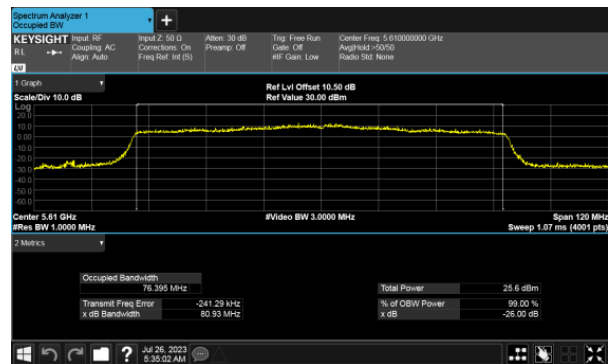 Spectrum Analyzer 1
Occupied BW
KEYSIGHT Input: RF Input Z: 50 Ω Atten: 30 dB Trig: Free Run Center Freq: 5.610000000 GHz
RL Coupling: AC Corrections: On Preamp: Off Gate: Off Avg|Hold:>50/50
Align: Auto Freq Ref: Int (S) #IF Gain: Low Radio Std: None
LXI
1 Graph
Ref Lvl Offset 10.50 dB
Scale/Div 10.0 dB Ref Value 30.00 dBm
Log
20.0
10.0
0.00
-10.0
-20.0
-30.0
-40.0
-50.0
-60.0
Center 5.61 GHz #Video BW 3.0000 MHz Span 120 MHz
#Res BW 1.0000 MHz Sweep 1.07 ms (4001 pts)
2 Metrics
Occupied Bandwidth
76.395 MHz Total Power 25.6 dBm
Transmit Freq Error -241.29 kHz % of OBW Power 99.00 %
x dB Bandwidth 80.93 MHz x dB -26.00 dB
Jul 26, 2023
5:35:02 AM